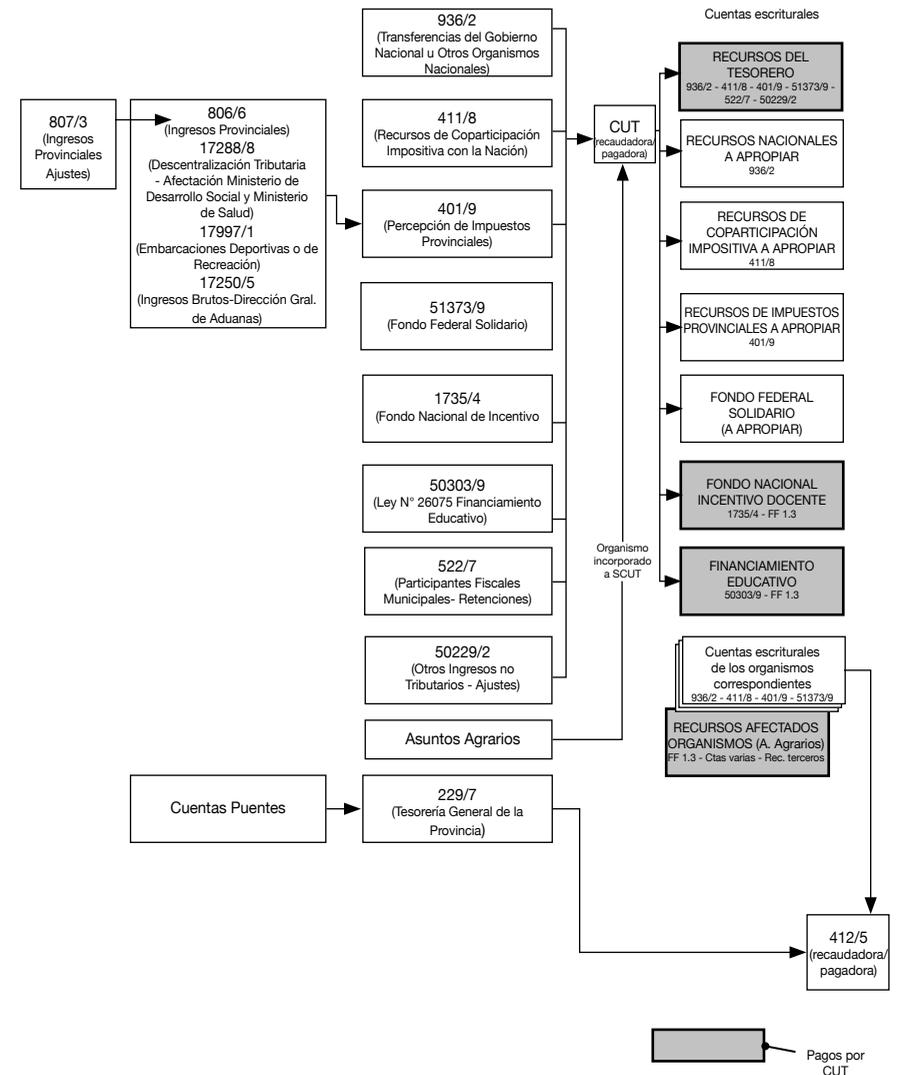 807/3
(Ingresos
Provinciales
Ajustes)
806/6
(Ingresos Provinciales)
17288/8
(Descentralización Tributaria
- Afectación Ministerio de
Desarrollo Social y Ministerio
de Salud)
17997/1
(Embarcaciones Deportivas o de
Recreación)
17250/5
(Ingresos Brutos-Dirección Gral.
de Aduanas)
936/2
(Transferencias del Gobierno
Nacional u Otros Organismos
Nacionales)
411/8
(Recursos de Coparticipación
Impositiva con la Nación)
401/9
(Percepción de Impuestos
Provinciales)
51373/9
(Fondo Federal Solidario)
1735/4
(Fondo Nacional de Incentivo
50303/9
(Ley N° 26075 Financiamiento
Educativo)
522/7
(Participantes Fiscales
Municipales- Retenciones)
50229/2
(Otros Ingresos no
Tributarios - Ajustes)
Asuntos Agrarios
Cuentas Puentes
229/7
(Tesorería General de la
Provincia)
CUT
(recaudadora/
pagadora)
Organismo
incorporado
a SCUT
Cuentas escriturales
RECURSOS DEL
TESORERO
936/2 - 411/8 - 401/9 - 51373/9 -
522/7 - 50229/2
RECURSOS NACIONALES
A APROPIAR
936/2
RECURSOS DE
COPARTICIPACIÓN
IMPOSITIVA A APROPIAR
411/8
RECURSOS DE IMPUESTOS
PROVINCIALES A APROPIAR
401/9
FONDO FEDERAL
SOLIDARIO
(A APROPIAR)
FONDO NACIONAL
INCENTIVO DOCENTE
1735/4 - FF 1.3
FINANCIAMIENTO
EDUCATIVO
50303/9 - FF 1.3
Cuentas escriturales
de los organismos
correspondientes
936/2 - 411/8 - 401/9 - 51373/9
RECURSOS AFECTADOS
ORGANISMOS (A. Agrarios)
FF 1.3 - Ctas varias - Rec. terceros
412/5
(recaudadora/
pagadora)
Pagos por
CUT